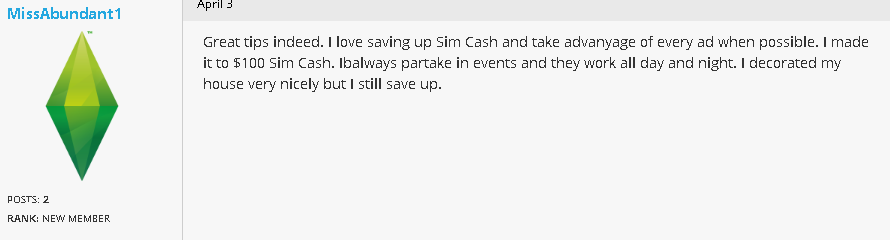 MissAbundant1
April 3
™
Great tips indeed. I love saving up Sim Cash and take advanyage of every ad when possible. I made
it to $100 Sim Cash. Ibalways partake in events and they work all day and night. I decorated my
house very nicely but I still save up.
POSTS: 2
RANK: NEW MEMBER